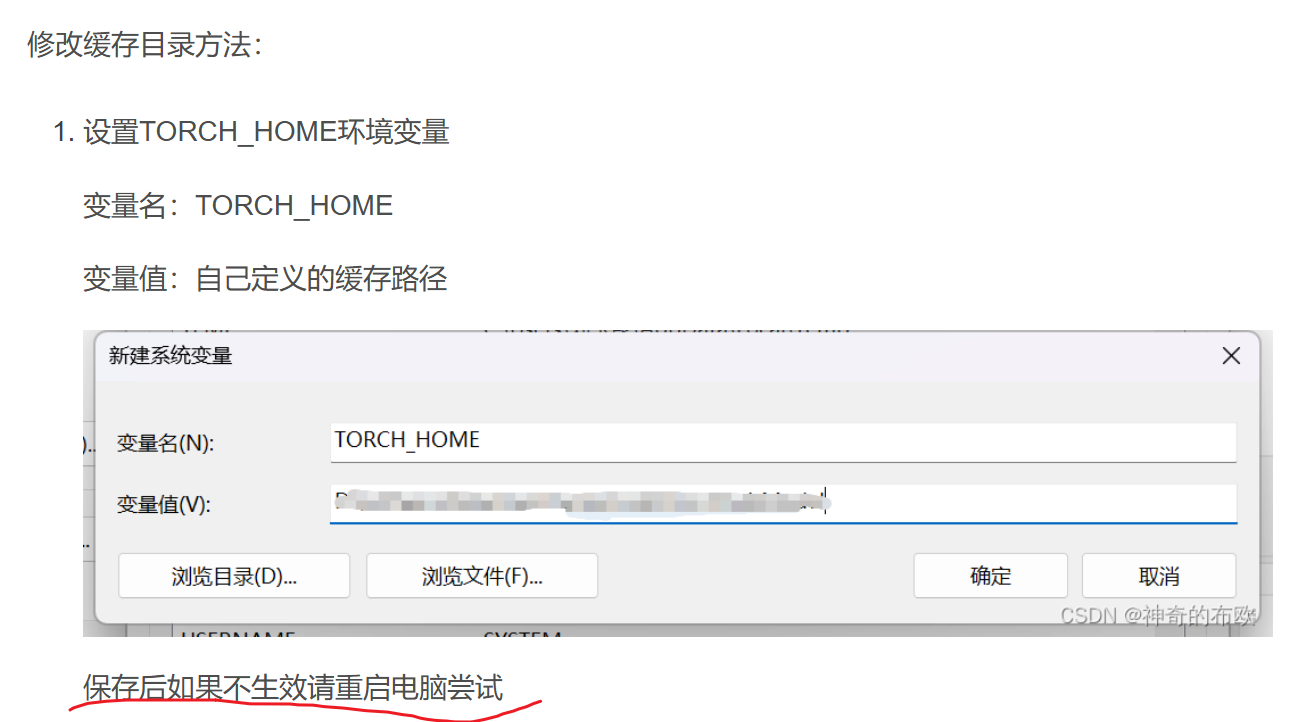 修改缓存目录方法：
1. 设置TORCH_HOME环境变量
变量名：TORCH_HOME
变量值：自己定义的缓存路径
新建系统变量
变量名(N):
TORCH_HOME
变量值(V):
浏览目录(D)...
浏览文件(F)...
确定
取消
CSDN @神奇的布欧
USERNAME
SYSTEM
保存后如果不生效请重启电脑尝试